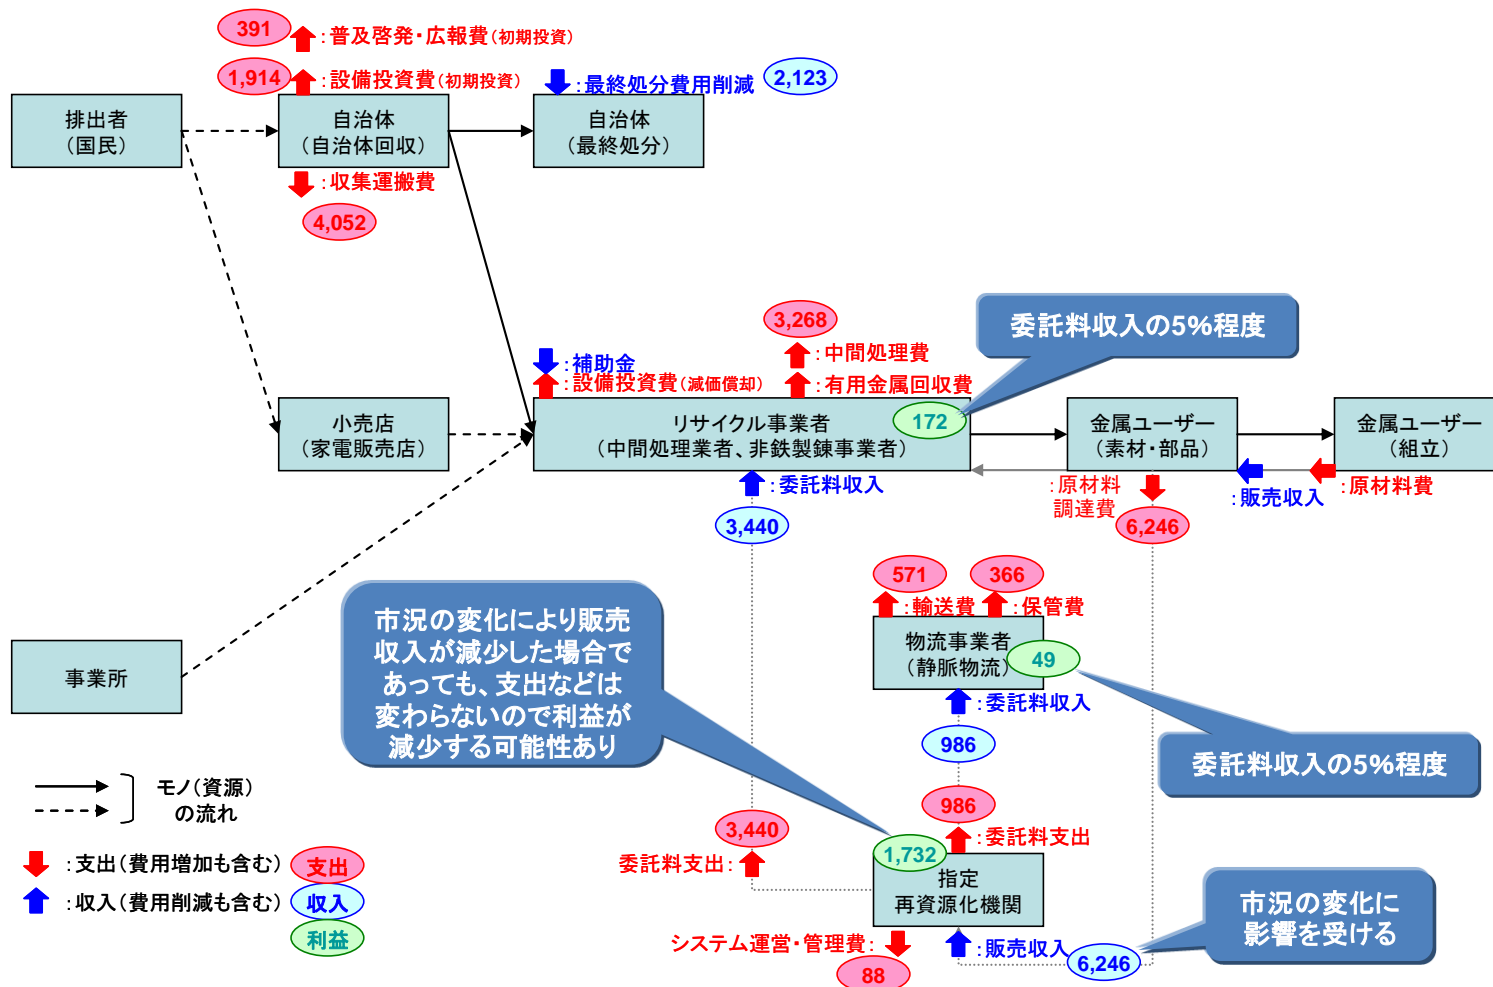 391
：普及啓発・広報費（初期投資）
1,914
：設備投資費（初期投資）
：最終処分費用削減
2,123
排出者
（国民）
自治体
（自治体回収）
自治体
（最終処分）
：収集運搬費
4,052
3,268
：中間処理費
：有用金属回収費
：補助金
：設備投資費（減価償却）
委託料収入の5%程度
小売店
（家電販売店）
リサイクル事業者
（中間処理業者、非鉄製錬事業者）
172
金属ユーザー
（素材・部品）
金属ユーザー
（組立）
：委託料収入
3,440
：原材料
調達費
6,246
：販売収入
：原材料費
571
366
：輸送費
：保管費
物流事業者
（静脈物流）
49
：委託料収入
986
委託料収入の5%程度
市況の変化により販売
収入が減少した場合で
あっても、支出などは
変わらないので利益が
減少する可能性あり
事業所
986
：委託料支出
3,440
委託料支出：
1,732
指定
再資源化機関
システム運営・管理費：
88
：販売収入
6,246
市況の変化に
影響を受ける
モノ（資源）
の流れ
：支出（費用増加も含む）
支出
：収入（費用削減も含む）
収入
利益